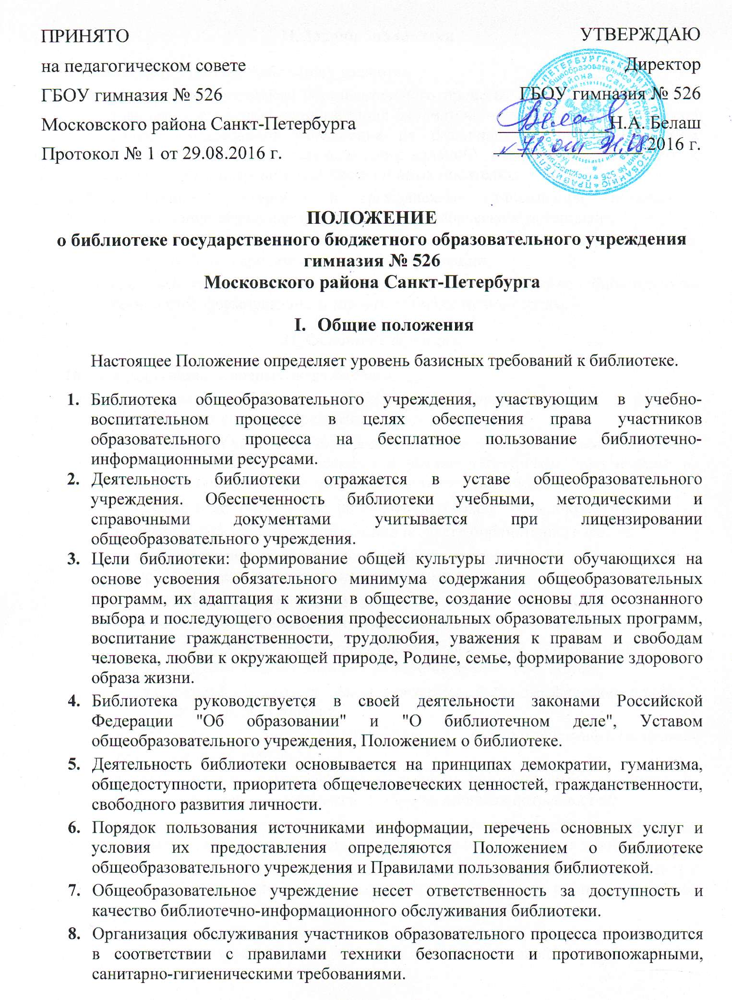 ПРИНЯТО
на педагогическом совете
ГБОУ гимназия № 526
Московского района Санкт-Петербурга
Протокол № 1 от 29.08.2016 г.
УТВЕРЖДАЮ
Директор
ГБОУ гимназия № 526
Н.А. Белаш
71 от 31.08.2016 г.
ПОЛОЖЕНИЕ
о библиотеке государственного бюджетного образовательного учреждения
гимназия № 526
Московского района Санкт-Петербурга
I. Общие положения
Настоящее Положение определяет уровень базисных требований к библиотеке.
1. Библиотека общеобразовательного учреждения, участвующим в учебно-
воспитательном процессе в целях обеспечения права участников
образовательного процесса на бесплатное пользование библиотечно-
информационными ресурсами.
2. Деятельность библиотеки отражается в уставе общеобразовательного
учреждения. Обеспеченность библиотеки учебными, методическими и
справочными документами учитывается при лицензировании
общеобразовательного учреждения.
3. Цели библиотеки: формирование общей культуры личности обучающихся на
основе усвоения обязательного минимума содержания общеобразовательных
программ, их адаптация к жизни в обществе, создание основы для осознанного
выбора и последующего освоения профессиональных образовательных программ,
воспитание гражданственности, трудолюбия, уважения к правам и свободам
человека, любви к окружающей природе, Родине, семье, формирование здорового
образа жизни.
4. Библиотека руководствуется в своей деятельности законами Российской
Федерации "Об образовании" и "О библиотечном деле", Уставом
общеобразовательного учреждения, Положением о библиотеке.
5. Деятельность библиотеки основывается на принципах демократии, гуманизма,
общедоступности, приоритета общечеловеческих ценностей, гражданственности,
свободного развития личности.
6. Порядок пользования источниками информации, перечень основных услуг и
условия их предоставления определяются Положением о библиотеке
общеобразовательного учреждения и Правилами пользования библиотекой.
7. Общеобразовательное учреждение несет ответственность за доступность и
качество библиотечно-информационного обслуживания библиотеки.
8. Организация обслуживания участников образовательного процесса производится
в соответствии с правилами техники безопасности и противопожарными,
санитарно-гигиеническими требованиями.